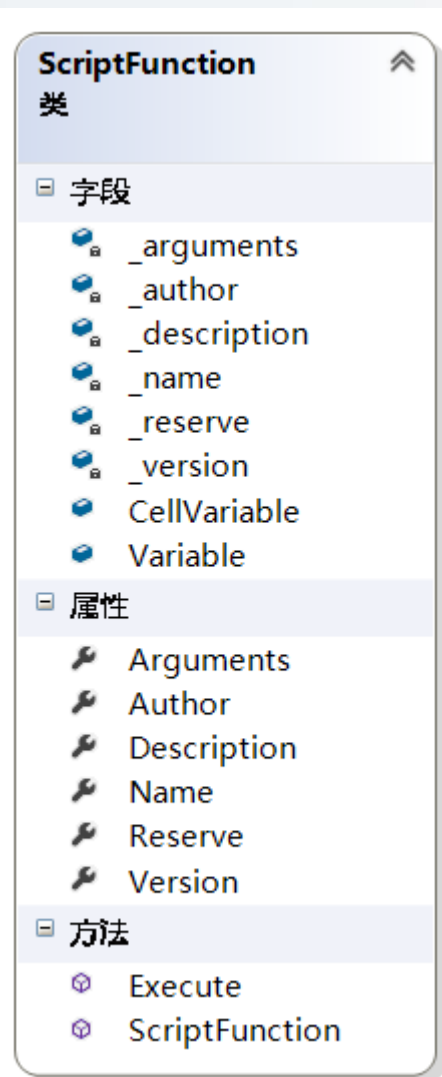 ScriptFunction
类
字段
_arguments
_author
_description
_name
_reserve
_version
CellVariable
Variable
属性
Arguments
Author
Description
Name
Reserve
Version
方法
Execute
ScriptFunction